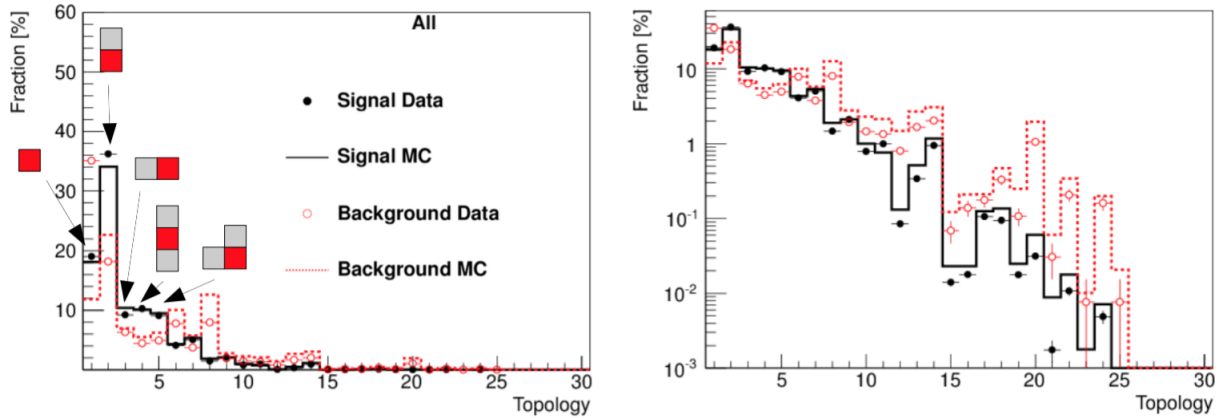 Fraction [%]
60
50
40
30
20
10
All
Signal Data
Signal MC
Background Data
Background MC
5
10
15
20
25
30
Topology
Fraction [%]
10
1
10⁻¹
10⁻²
10⁻³
5
10
15
20
25
30
Topology